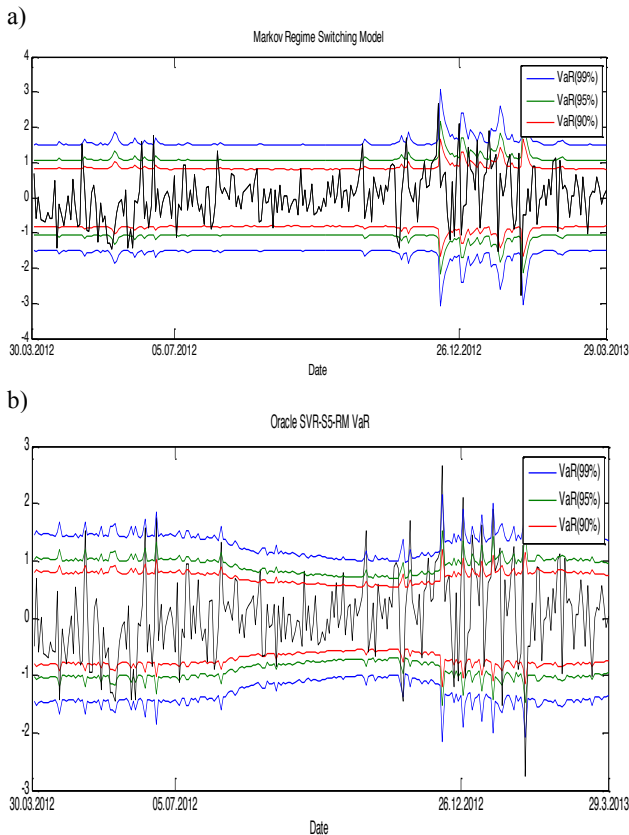 a)
Markov Regime Switching Model
4
3
2
1
0
-1
-2
-3
-4
VaR(99%)
VaR(95%)
VaR(90%)
30.03.2012 05.07.2012 26.12.2012 29.03.2013
Date
b)
Oracle SVR-S5-RM VaR
3
2
1
0
-1
-2
-3
VaR(99%)
VaR(95%)
VaR(90%)
30.03.2012 05.07.2012 26.12.2012 29.3.2013
Date